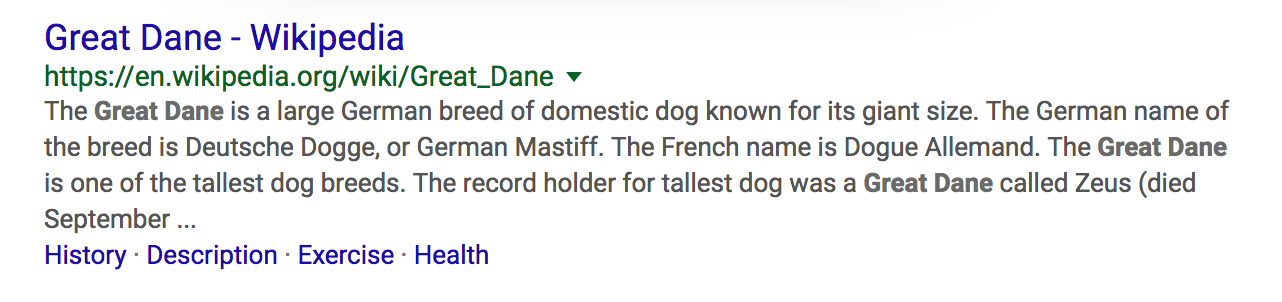 Great Dane - Wikipedia
https://en.wikipedia.org/wiki/Great_Dane
The Great Dane is a large German breed of domestic dog known for its giant size. The German name of
the breed is Deutsche Dogge, or German Mastiff. The French name is Dogue Allemand. The Great Dane
is one of the tallest dog breeds. The record holder for tallest dog was a Great Dane called Zeus (died
September ...
History · Description · Exercise · Health